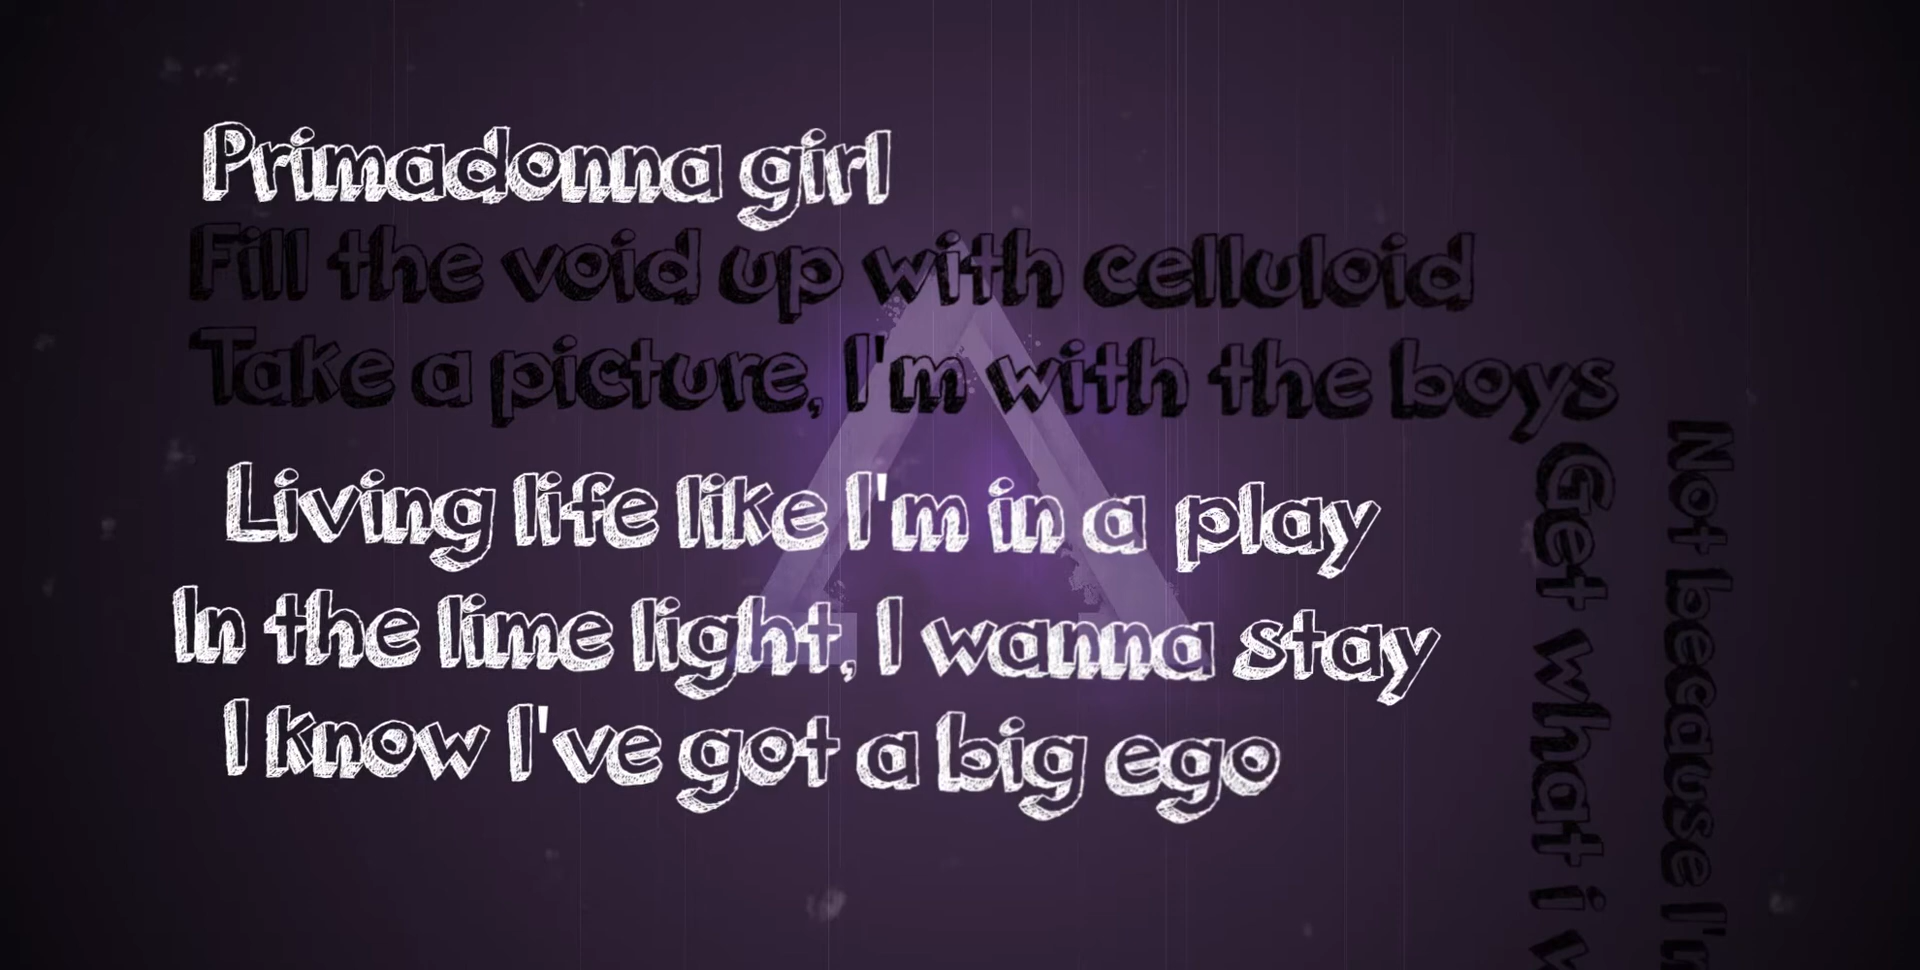 Primadonna girl
Fill the void up with celluloid
Take a picture, I'm with the boys
Get what i
Not because I'm
Living life like I'm in a play
In the lime light, I wanna stay
I know I've got a big ego